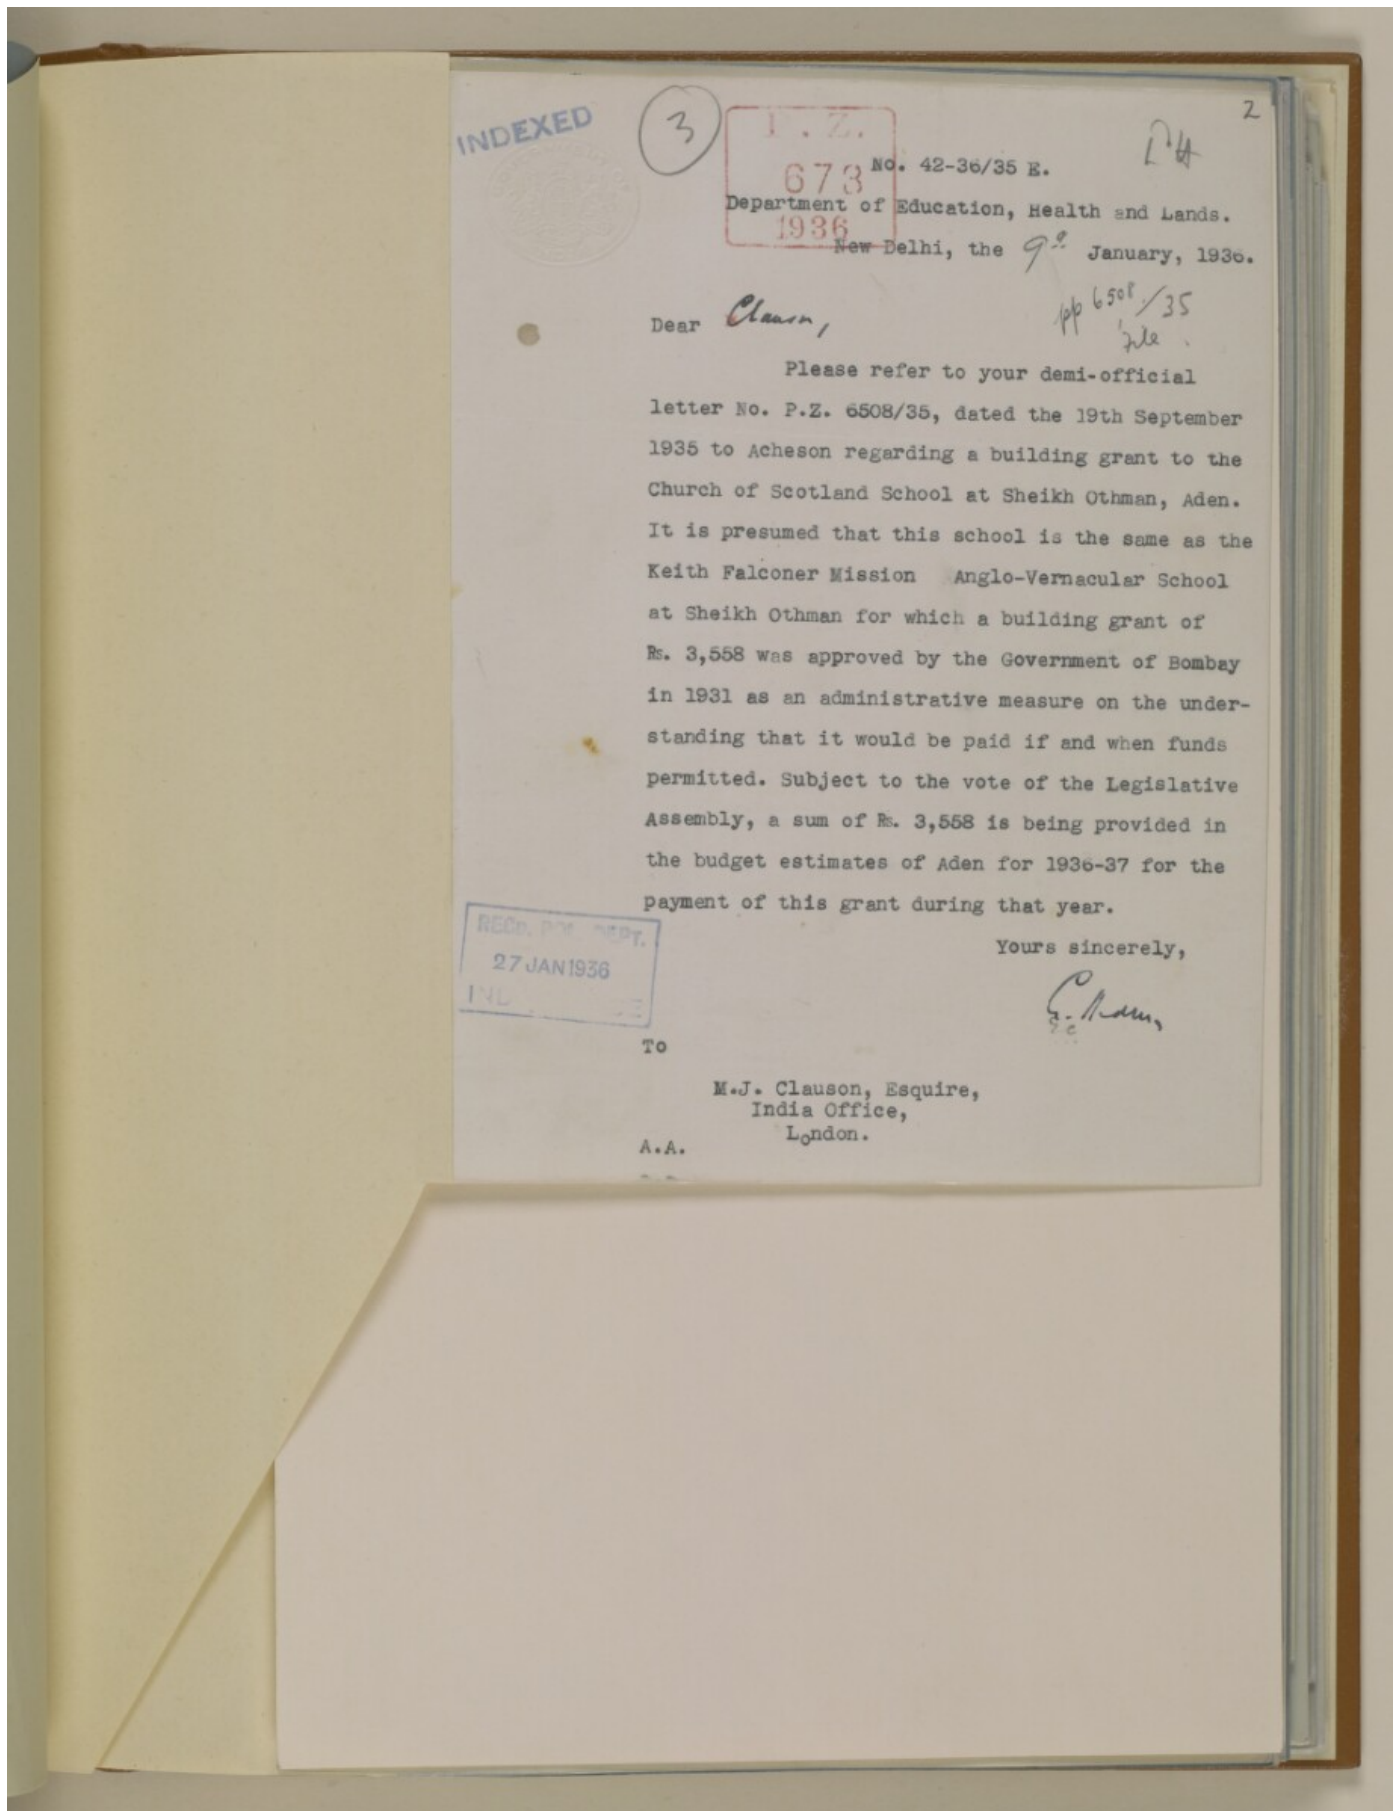 2
INDEXED
3
P.Z.
673
1936
No. 42-36/35 E.
Department of Education, Health and Lands.
New Delhi, the 9th January, 1936.
pp 6508/35
File.
Dear Clauson,
Please refer to your demi-official
letter No. P.Z. 6508/35, dated the 19th September
1935 to Acheson regarding a building grant to the
Church of Scotland School at Sheikh Othman, Aden.
It is presumed that this school is the same as the
Keith Falconer Mission Anglo-Vernacular School
at Sheikh Othman for which a building grant of
Rs. 3,558 was approved by the Government of Bombay
in 1931 as an administrative measure on the under-
standing that it would be paid if and when funds
permitted. Subject to the vote of the Legislative
Assembly, a sum of Rs. 3,558 is being provided in
the budget estimates of Aden for 1936-37 for the
payment of this grant during that year.
Yours sincerely,
RECD. POL. DEPT.
27 JAN 1936
To
M.J. Clauson, Esquire,
India Office,
London.
A.A.